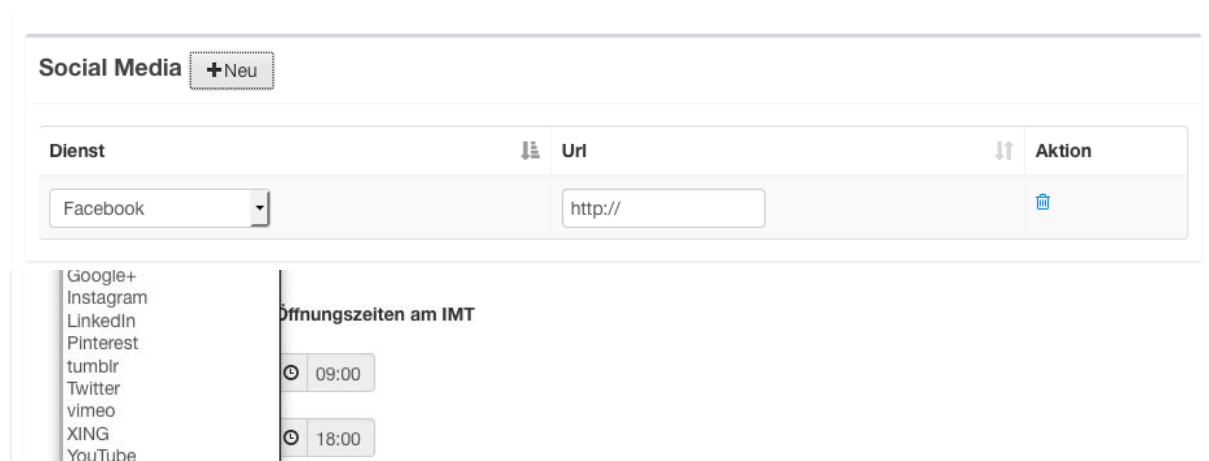 Social Media +Neu
Dienst Url Aktion
Facebook http://
Google+
Instagram
LinkedIn
Pinterest
tumblr
Twitter
vimeo
XING
YouTube
Öffnungszeiten am IMT
09:00
18:00